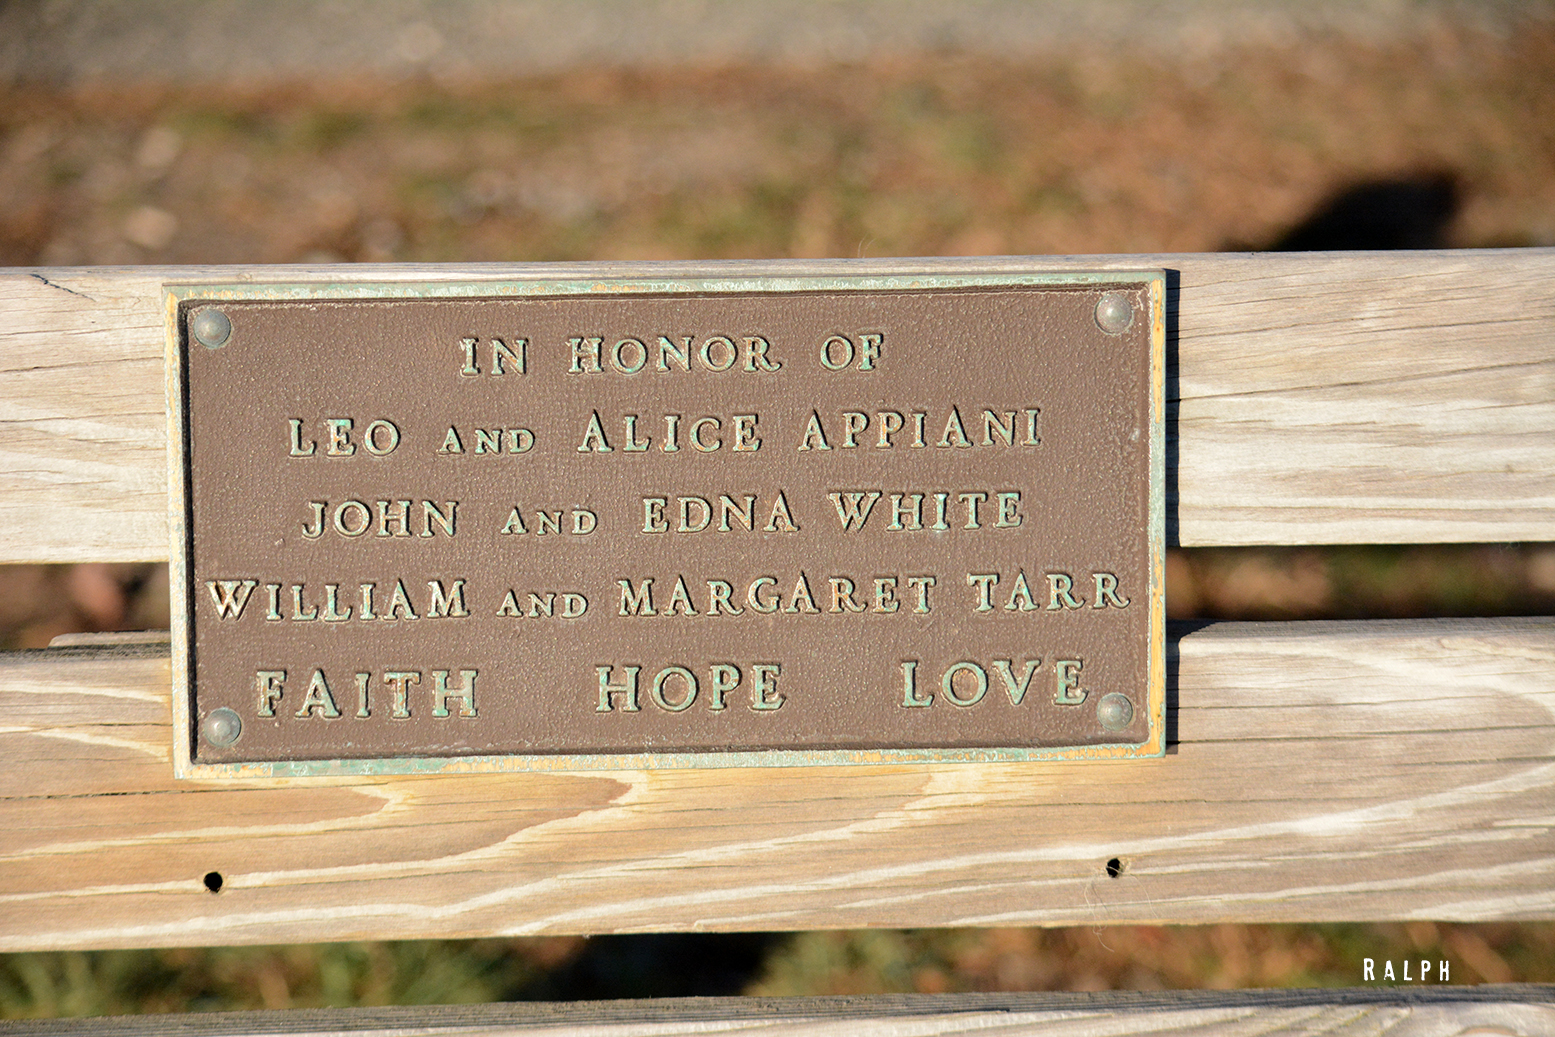 IN HONOR OF
LEO AND ALICE APPIANI
JOHN AND EDNA WHITE
WILLIAM AND MARGARET TARR
FAITH HOPE LOVE
RALPH